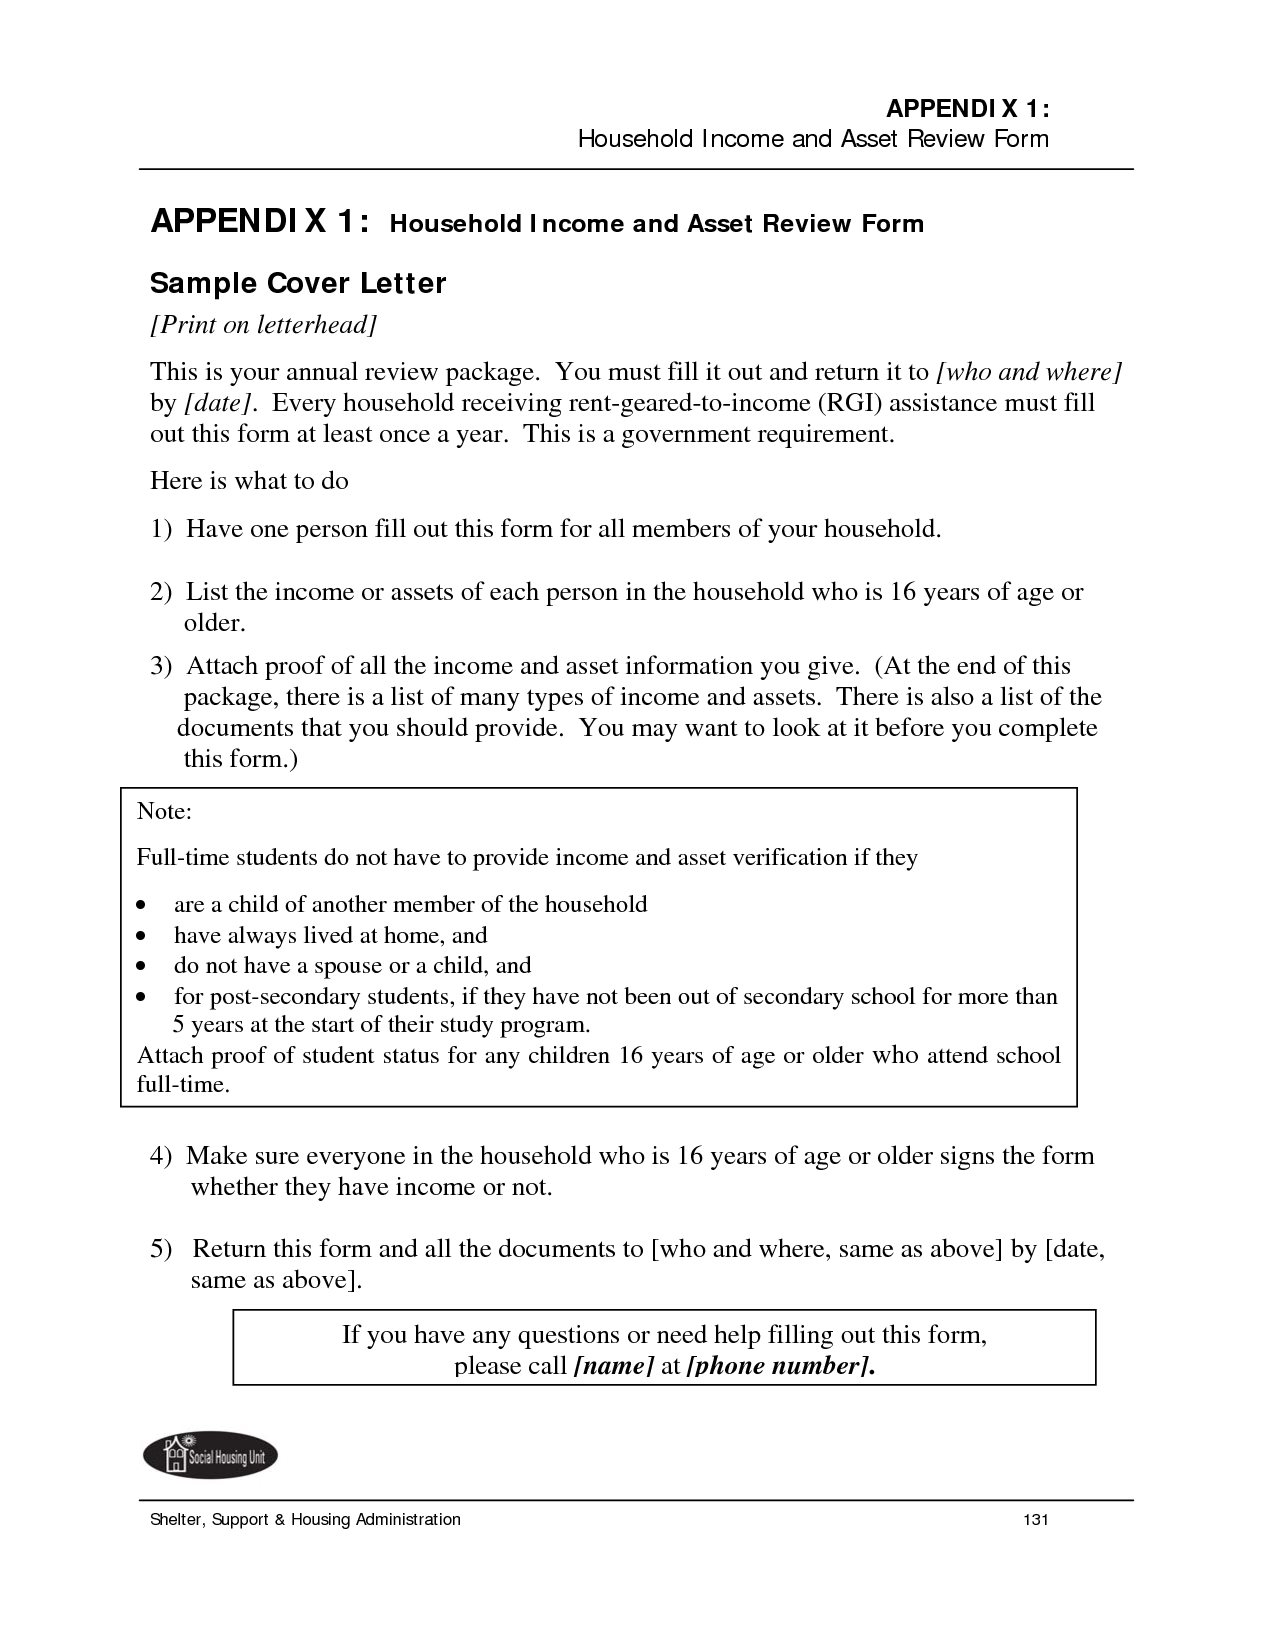 APPENDIX 1:
Household Income and Asset Review Form
APPENDIX 1: Household Income and Asset Review Form
Sample Cover Letter
[Print on letterhead]
This is your annual review package. You must fill it out and return it to [who and where]
by [date]. Every household receiving rent-geared-to-income (RGI) assistance must fill
out this form at least once a year. This is a government requirement.
Here is what to do
1) Have one person fill out this form for all members of your household.
2) List the income or assets of each person in the household who is 16 years of age or
older.
3) Attach proof of all the income and asset information you give. (At the end of this
package, there is a list of many types of income and assets. There is also a list of the
documents that you should provide. You may want to look at it before you complete
this form.)
Note:
Full-time students do not have to provide income and asset verification if they
• are a child of another member of the household
• have always lived at home, and
• do not have a spouse or a child, and
• for post-secondary students, if they have not been out of secondary school for more than
5 years at the start of their study program.
Attach proof of student status for any children 16 years of age or older who attend school
full-time.
4) Make sure everyone in the household who is 16 years of age or older signs the form
whether they have income or not.
5) Return this form and all the documents to [who and where, same as above] by [date,
same as above].
If you have any questions or need help filling out this form,
please call [name] at [phone number].
Social Housing Unit
Shelter, Support & Housing Administration 131